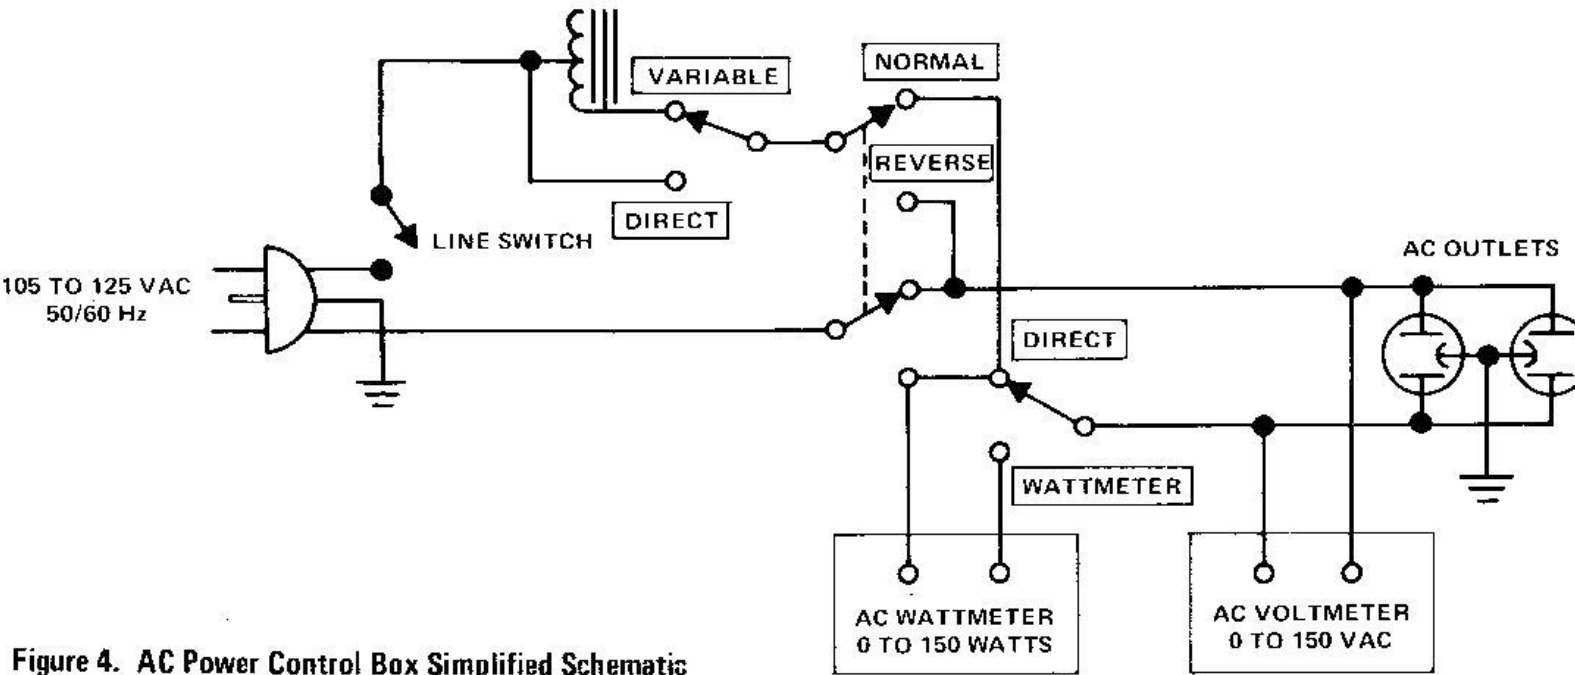 VARIABLE
NORMAL
REVERSE
DIRECT
LINE SWITCH
AC OUTLETS
105 TO 125 VAC
50/60 Hz
DIRECT
WATTMETER
AC WATTMETER
0 TO 150 WATTS
AC VOLTMETER
0 TO 150 VAC
Figure 4. AC Power Control Box Simplified Schematic